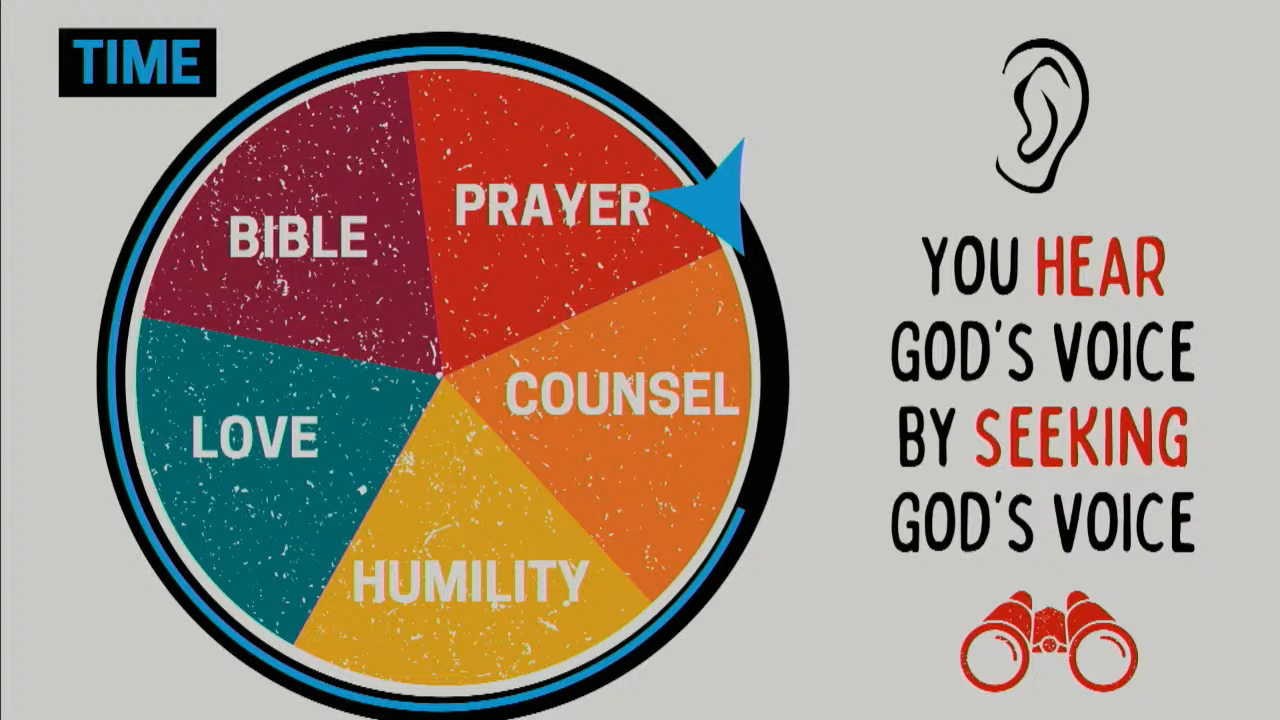 TIME
BIBLE
PRAYER
COUNSEL
LOVE
HUMILITY
YOU HEAR
GOD'S VOICE
BY SEEKING
GOD'S VOICE